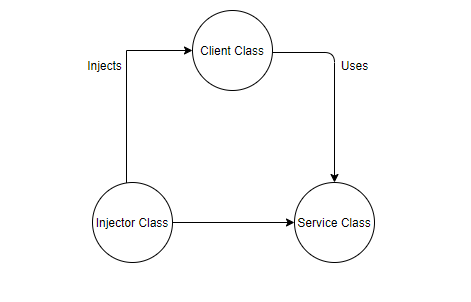 Client Class
Injects
Uses
Injector Class
Service Class